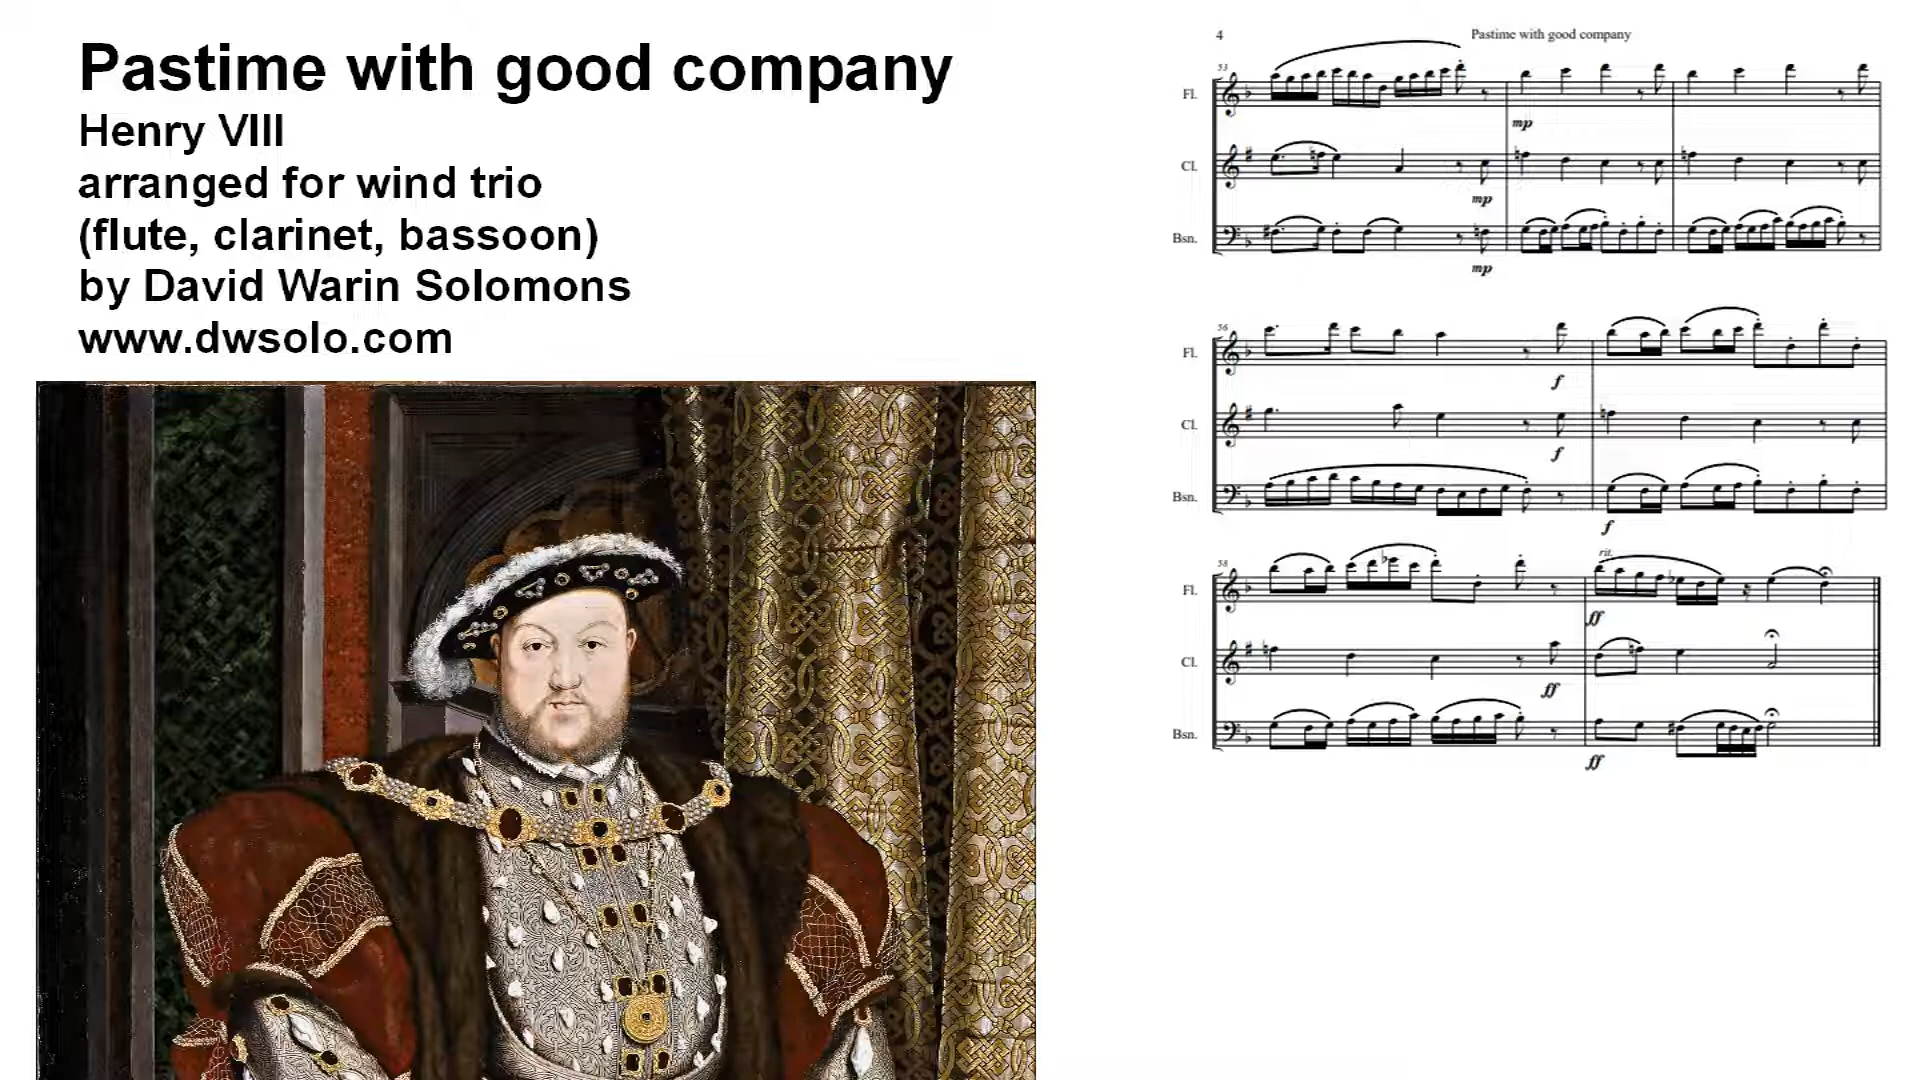 Pastime with good company
Henry VIII
arranged for wind trio
(flute, clarinet, bassoon)
by David Warin Solomons
www.dwsolo.com
4
Pastime with good company
53
Fl.
mp
Cl.
mp
Bsn.
mp
56
Fl.
f
Cl.
f
Bsn.
f
58
rit.
Fl.
ff
Cl.
ff
Bsn.
ff